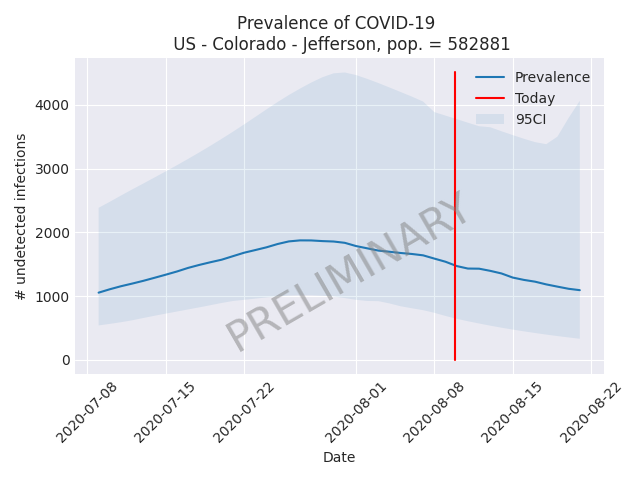 Prevalence of COVID-19
US - Colorado - Jefferson, pop. = 582881
Prevalence
Today
95CI
# undetected infections
4000
3000
2000
1000
0
PRELIMINARY
2020-07-08
2020-07-15
2020-07-22
2020-08-01
2020-08-08
2020-08-15
2020-08-22
Date